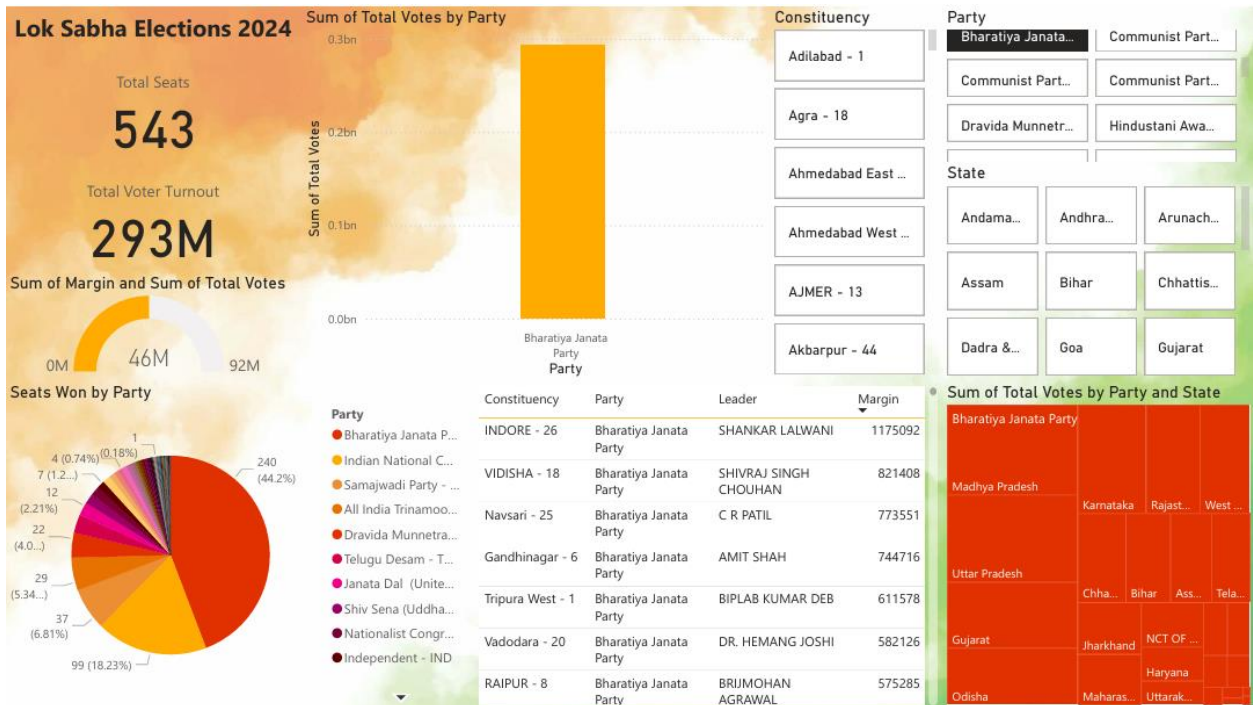 Lok Sabha Elections 2024
Total Seats
543
Total Voter Turnout
293M
Sum of Margin and Sum of Total Votes
0M
46M
92M
Sum of Total Votes by Party
Sum of Total Votes
0.3bn
0.2bn
0.1bn
0.0bn
Bharatiya Janata
Party
Party
Constituency
Adilabad - 1
Agra - 18
Ahmedabad East ...
Ahmedabad West ...
AJMER - 13
Akbarpur - 44
Party
Bharatiya Janata...
Communist Part...
Communist Part...
Communist Part...
Dravida Munnetr...
Hindustani Awa...
State
Andama...
Andhra...
Arunach...
Assam
Bihar
Chhattis...
Dadra &...
Goa
Gujarat
Seats Won by Party
1
(0.18%)
4 (0.74%)
7 (1.2...)
12
(2.21%)
22
(4.0...)
29
(5.34...)
37
(6.81%)
99 (18.23%)
240
(44.2%)
Party
Bharatiya Janata P...
Indian National C...
Samajwadi Party - ...
All India Trinamoo...
Dravida Munnetra...
Telugu Desam - T...
Janata Dal (Unite...
Shiv Sena (Uddha...
Nationalist Congr...
Independent - IND
Constituency Party Leader Margin
INDORE - 26 Bharatiya Janata SHANKAR LALWANI 1175092
Party
VIDISHA - 18 Bharatiya Janata SHIVRAJ SINGH 821408
Party CHOUHAN
Navsari - 25 Bharatiya Janata C R PATIL 773551
Party
Gandhinagar - 6 Bharatiya Janata AMIT SHAH 744716
Party
Tripura West - 1 Bharatiya Janata BIPLAB KUMAR DEB 611578
Party
Vadodara - 20 Bharatiya Janata DR. HEMANG JOSHI 582126
Party
RAIPUR - 8 Bharatiya Janata BRIJMOHAN 575285
Party AGRAWAL
Sum of Total Votes by Party and State
Bharatiya Janata Party
Madhya Pradesh
Uttar Pradesh
Gujarat
Odisha
Karnataka
Rajast...
West ...
Chha...
Bihar
Ass...
Tela...
Jharkhand
NCT OF ...
Haryana
Maharas...
Uttarak...